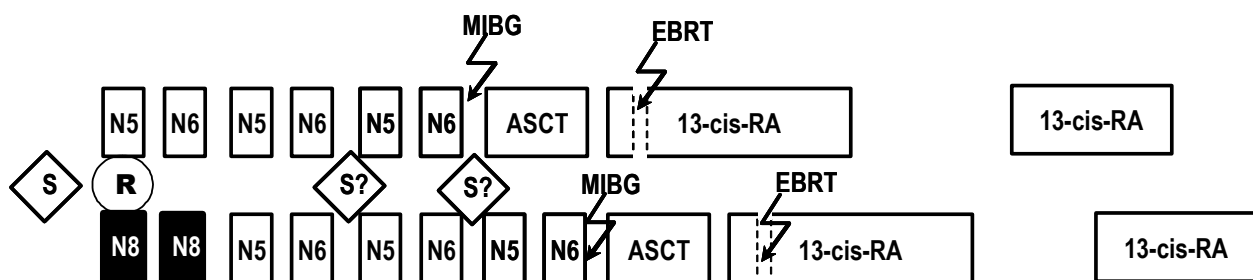 MIBG EBRT
N5 N6 N5 N6 N5 N6 ASCT 13-cis-RA 13-cis-RA
S R S? S? MIBG EBRT
N8 N8 N5 N6 N5 N6 N5 N6 ASCT 13-cis-RA 13-cis-RA